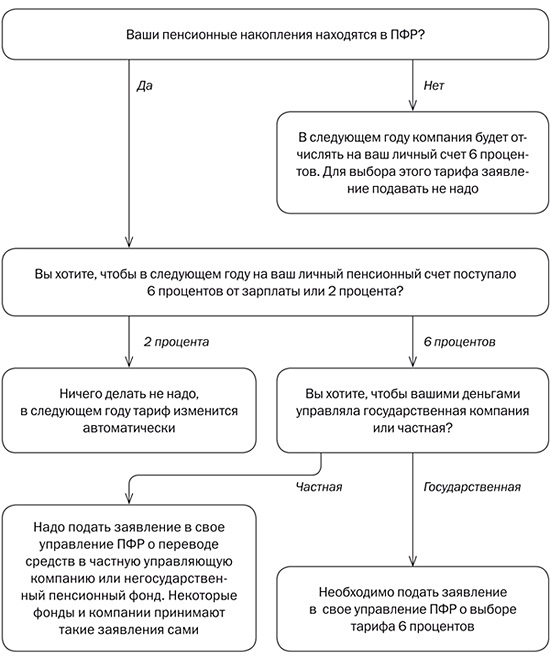 Ваши пенсионные накопления находятся в ПФР?
Да
Нет
В следующем году компания будет от-
числять на ваш личный счет 6 процен-
тов. Для выбора этого тарифа заявле-
ние подавать не надо
Вы хотите, чтобы в следующем году на ваш личный пенсионный счет поступало
6 процентов от зарплаты или 2 процента?
2 процента
6 процентов
Ничего делать не надо,
в следующем году тариф изменится
автоматически
Вы хотите, чтобы вашими деньгами
управляла государственная компания
или частная?
Частная
Государственная
Надо подать заявление в свое
управление ПФР о переводе
средств в частную управляющую
компанию или негосударствен-
ный пенсионный фонд. Некоторые
фонды и компании принимают
такие заявления сами
Необходимо подать заявление
в свое управление ПФР о выборе
тарифа 6 процентов